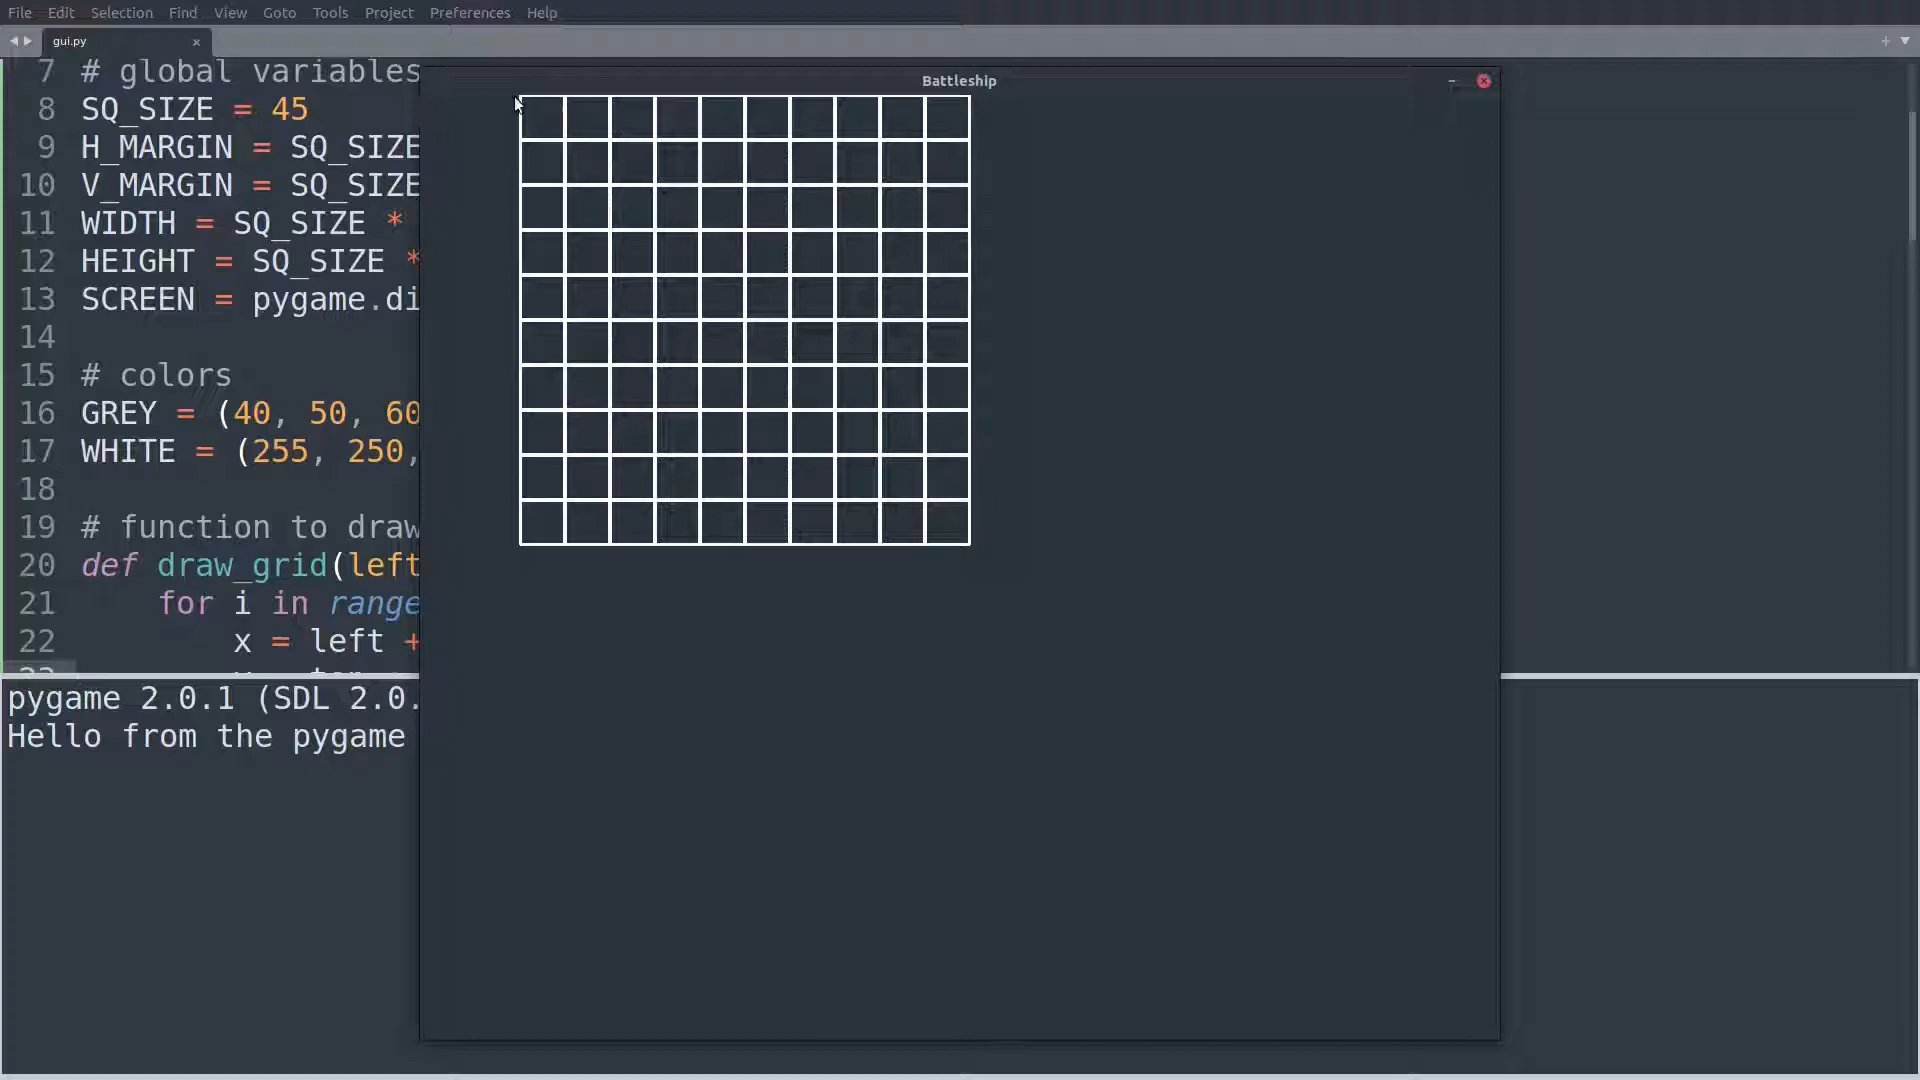 File Edit Selection Find View Goto Tools Project Preferences Help
gui.py
Battleship
7 # global variables
8 SQ_SIZE = 45
9 H_MARGIN = SQ_SIZE
10 V_MARGIN = SQ_SIZE
11 WIDTH = SQ_SIZE *
12 HEIGHT = SQ_SIZE *
13 SCREEN = pygame.di
14
15 # colors
16 GREY = (40, 50, 60
17 WHITE = (255, 250,
18
19 # function to draw
20 def draw_grid(left
21 for i in range
22 x = left +
pygame 2.0.1 (SDL 2.0.
Hello from the pygame